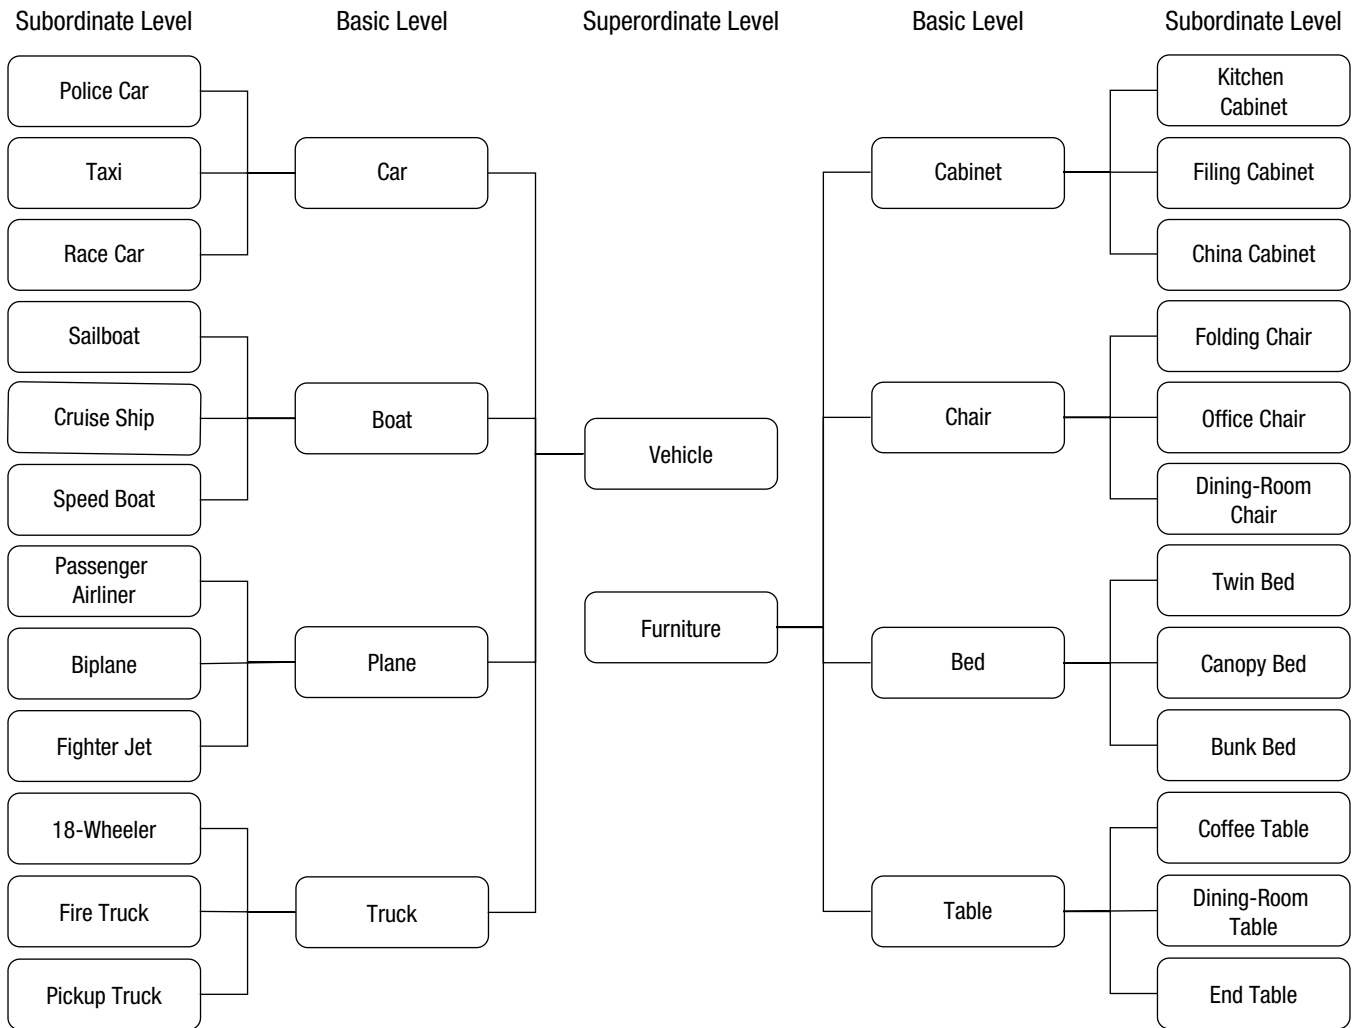 Subordinate Level
Basic Level
Superordinate Level
Basic Level
Subordinate Level
Police Car
Taxi
Race Car
Sailboat
Cruise Ship
Speed Boat
Passenger
Airliner
Biplane
Fighter Jet
18-Wheeler
Fire Truck
Pickup Truck
Car
Boat
Plane
Truck
Vehicle
Furniture
Cabinet
Chair
Bed
Table
Kitchen
Cabinet
Filing Cabinet
China Cabinet
Folding Chair
Office Chair
Dining-Room
Chair
Twin Bed
Canopy Bed
Bunk Bed
Coffee Table
Dining-Room
Table
End Table